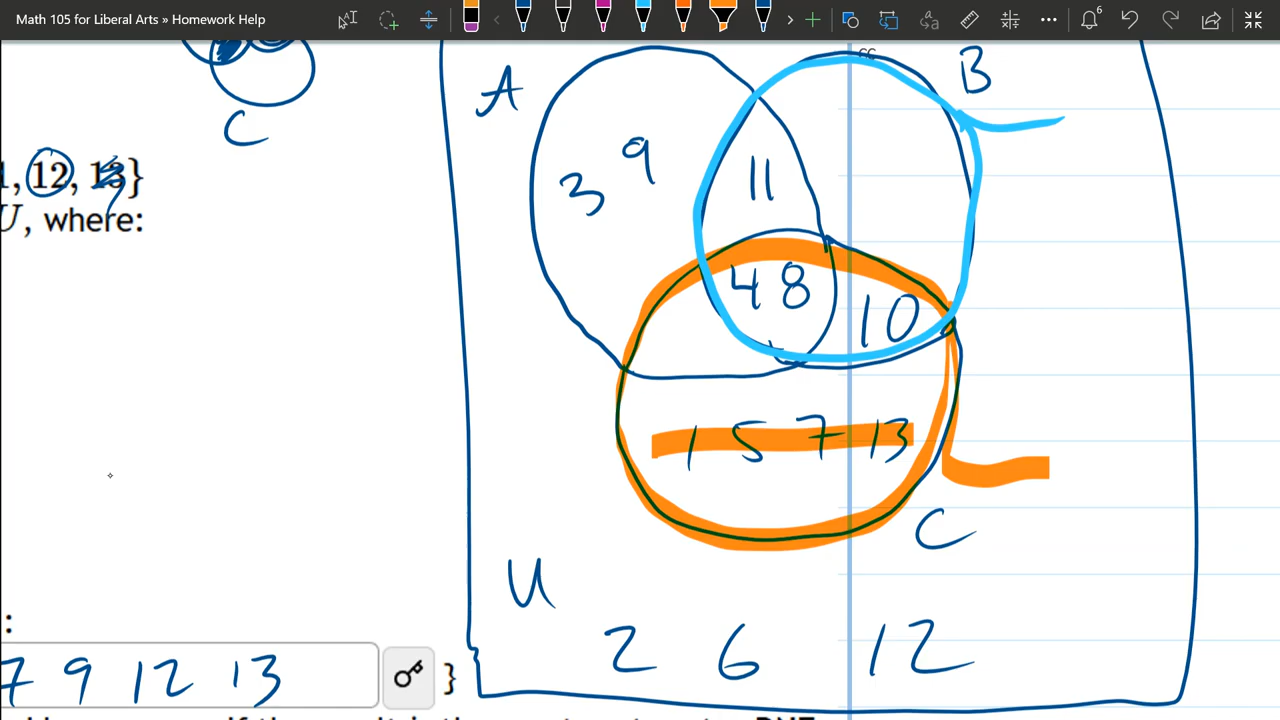 Math 105 for Liberal Arts » Homework Help
6
A
B
C
1, 12, 13}
U, where:
3 9 11
4 8 10
1 5 7 13
C
U
2 6 12
:
7 9 12 13 }